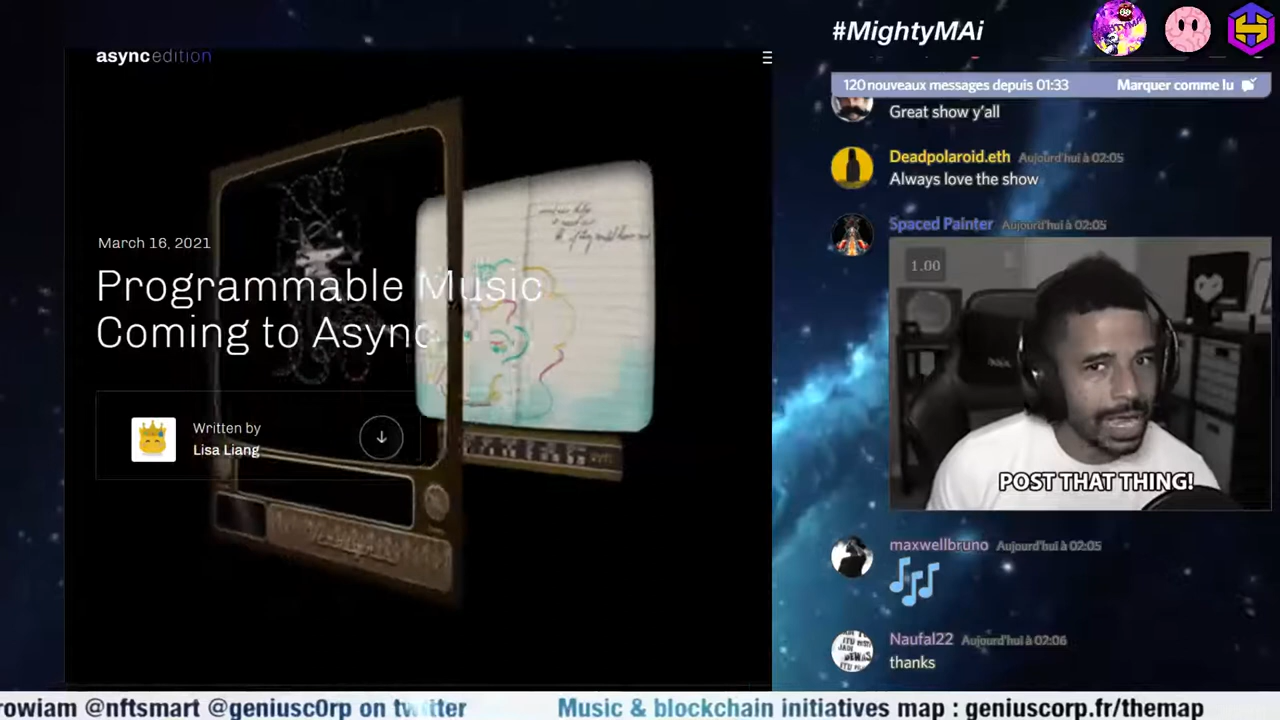 asyncedition
March 16, 2021
Programmable Music
Coming to Async
Written by
Lisa Liang
#MightyMAi
120 nouveaux messages depuis 01:33
Marquer comme lu
Great show y'all
Deadpolaroid.eth Aujourd'hui à 02:05
Always love the show
Spaced Painter Aujourd'hui à 02:05
1.00
POST THAT THING!
maxwellbruno Aujourd'hui à 02:05
Naufal22 Aujourd'hui à 02:06
thanks
rowiam @nftsmart @geniusc0rp on twitter
Music & blockchain initiatives map : geniuscorp.fr/themap